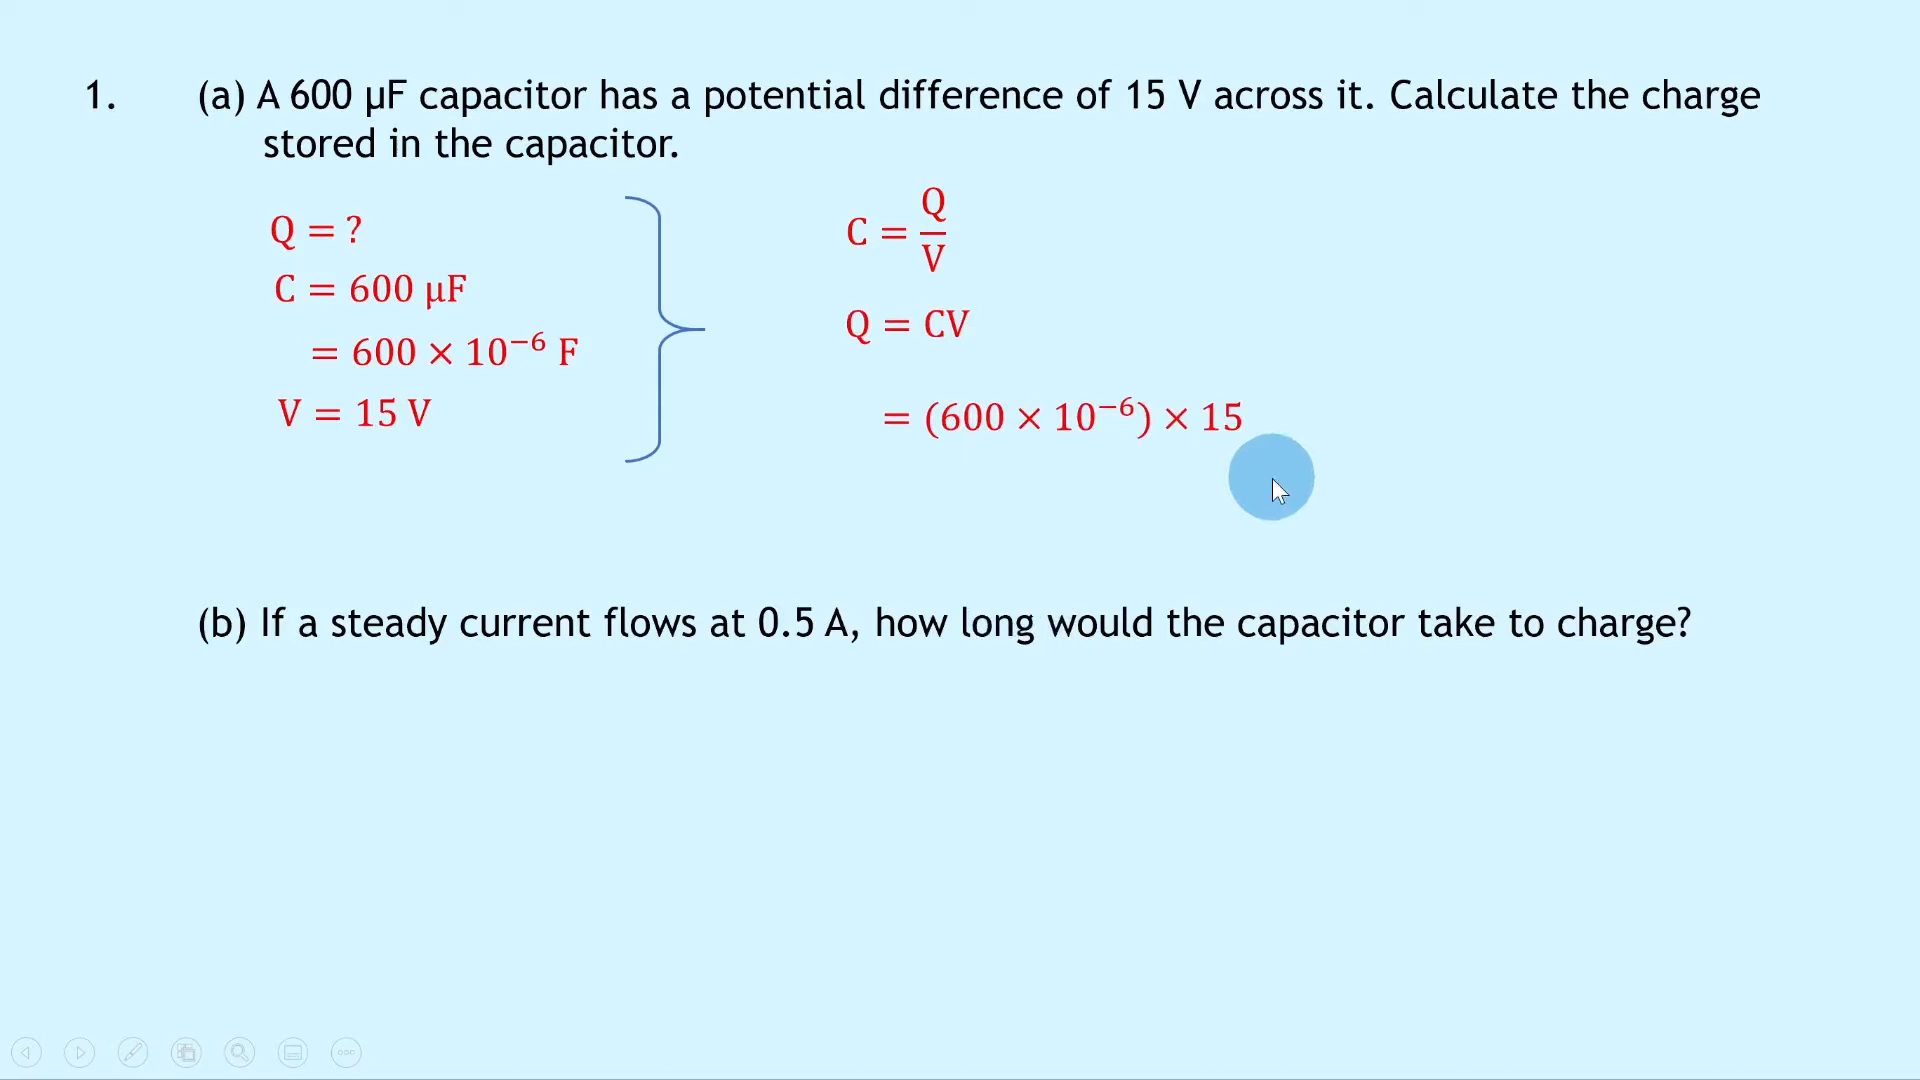 1. (a) A 600 µF capacitor has a potential difference of 15 V across it. Calculate the charge
stored in the capacitor.
Q = ?
C = 600 µF
= 600 × 10⁻⁶ F
V = 15 V
C = Q/V
Q = CV
= (600 × 10⁻⁶) × 15
(b) If a steady current flows at 0.5 A, how long would the capacitor take to charge?